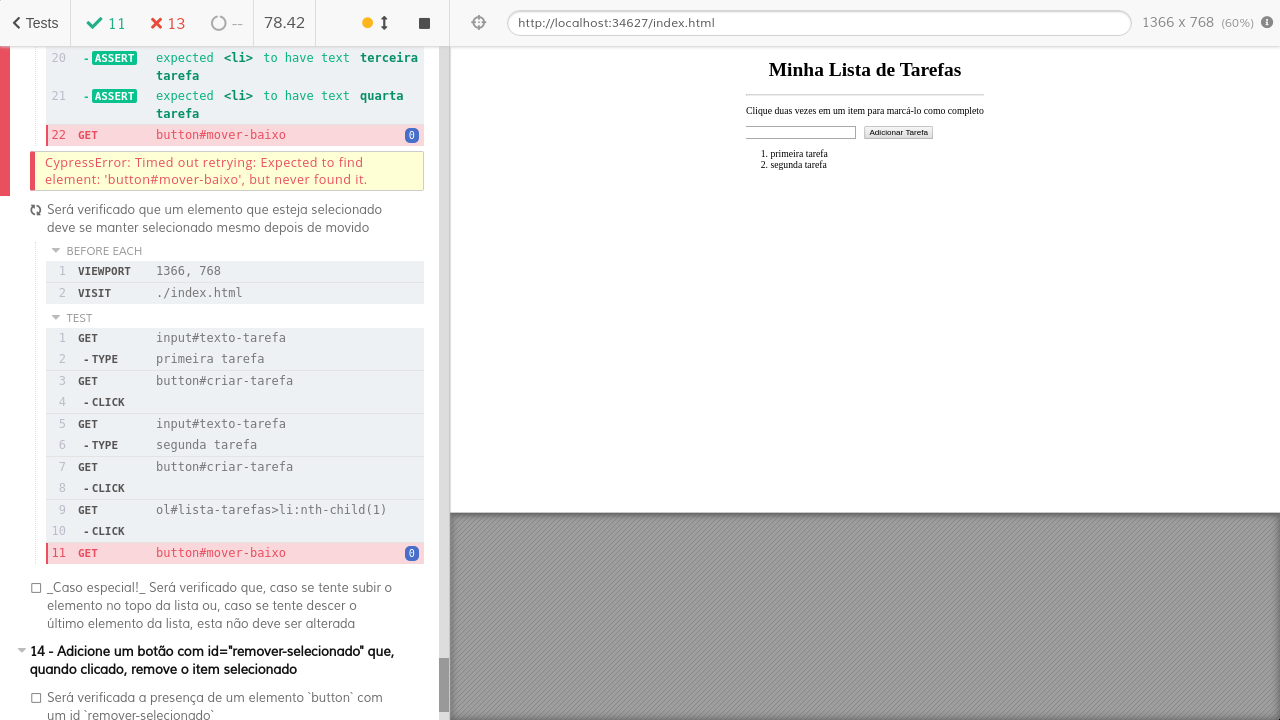 Tests 11 13 -- 78.42 http://localhost:34627/index.html 1366 x 768 (60%)
20 - ASSERT expected <li> to have text terceira
tarefa
21 - ASSERT expected <li> to have text quarta
tarefa
22 GET button#mover-baixo 0
CypressError: Timed out retrying: Expected to find
element: 'button#mover-baixo', but never found it.
Será verificado que um elemento que esteja selecionado
deve se manter selecionado mesmo depois de movido
BEFORE EACH
1 VIEWPORT 1366, 768
2 VISIT ./index.html
TEST
1 GET input#texto-tarefa
2 - TYPE primeira tarefa
3 GET button#criar-tarefa
4 - CLICK
5 GET input#texto-tarefa
6 - TYPE segunda tarefa
7 GET button#criar-tarefa
8 - CLICK
9 GET ol#lista-tarefas>li:nth-child(1)
10 - CLICK
11 GET button#mover-baixo 0
_Caso especial!_ Será verificado que, caso se tente subir o
elemento no topo da lista ou, caso se tente descer o
último elemento da lista, esta não deve ser alterada
14 - Adicione um botão com id="remover-selecionado" que,
quando clicado, remove o item selecionado
Será verificada a presença de um elemento `button` com
um id `remover-selecionado`
Minha Lista de Tarefas
Clique duas vezes em um item para marcá-lo como completo
Adicionar Tarefa
1. primeira tarefa
2. segunda tarefa